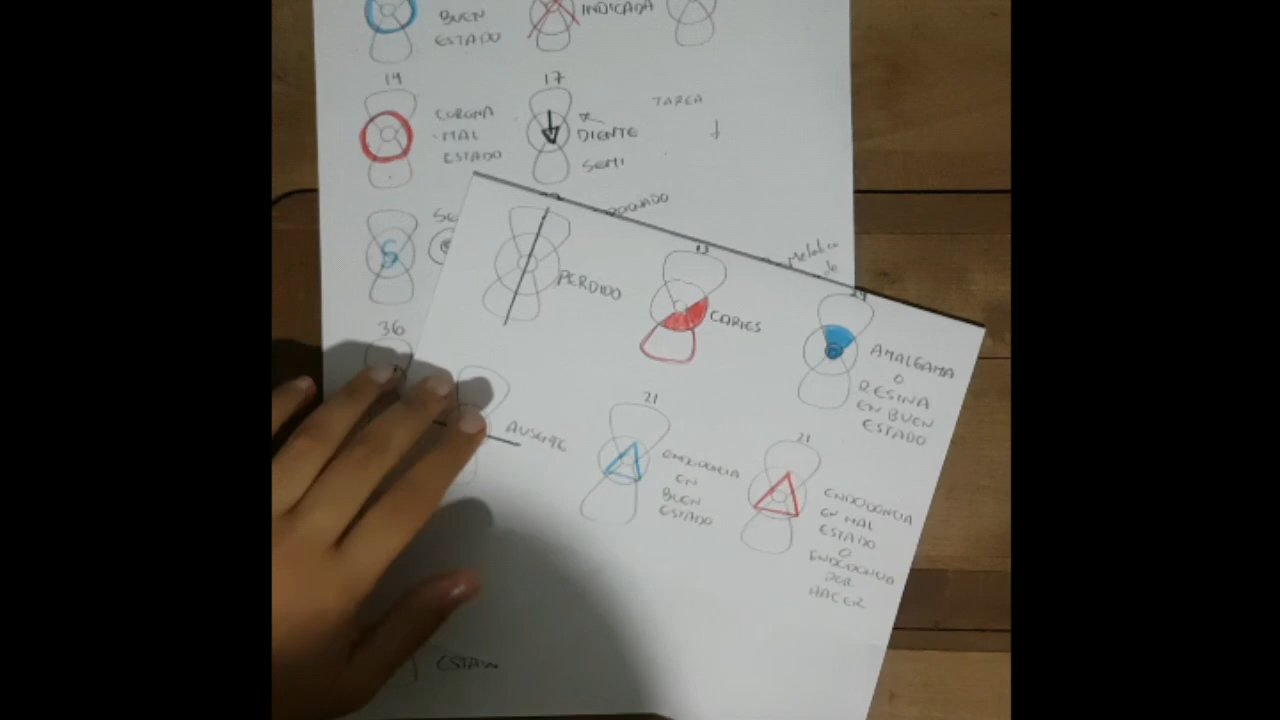 BUEN
ESTADO
INDICADA
14
CORONA
MAL
ESTADO
17
DIENTE
SEMI
TAREA
S
36
PERDIDO
CARIES
AMALGAMA
O
RESINA
EN BUEN
ESTADO
AUSENTE
21
ENDODONCIA
EN
BUEN
ESTADO
21
ENDODONCIA
EN MAL
ESTADO
O
ENDODONCIA
POR
HACER